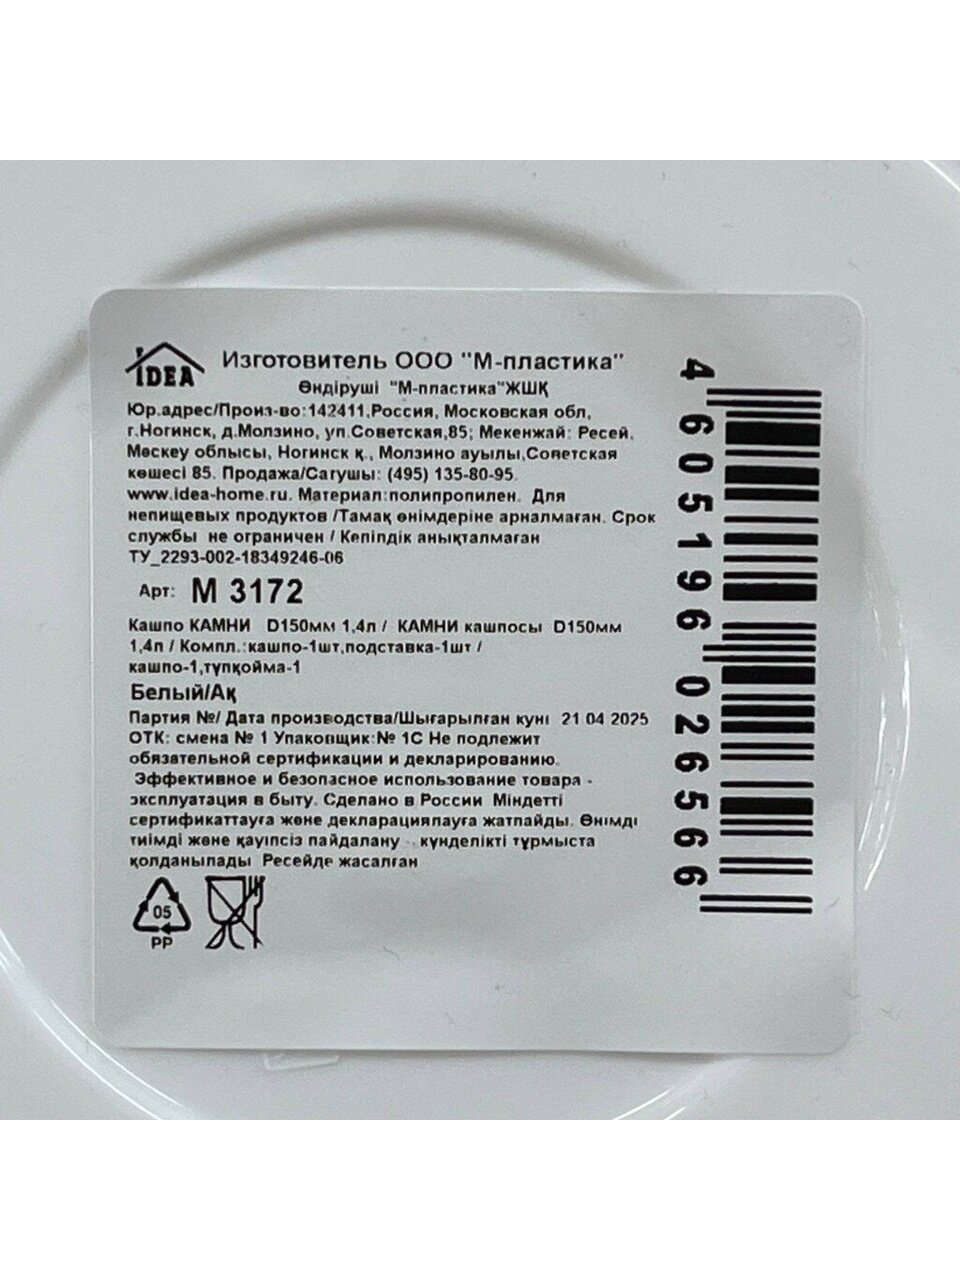 IDEA
Изготовитель ООО "М-пластика"
Өндіруші "М-пластика"ЖШҚ
Юр.адрес/Произ-во:142411,Россия, Московская обл,
г.Ногинск, д.Молзино, ул.Советская,85; Мекенжай: Ресей,
Мәскеу облысы, Ногинск қ., Молзино ауылы,Советская
көшесі 85. Продажа/Сатушы: (495) 135-80-95.
www.idea-home.ru. Материал:полипропилен. Для
непищевых продуктов /Тамақ өнімдеріне арналмаған. Срок
службы не ограничен / Кепілдік анықталмаған
ТУ_2293-002-18349246-06
Арт: М 3172
Кашпо КАМНИ D150мм 1,4л / КАМНИ кашпосы D150мм
1,4л / Компл.:кашпо-1шт,подставка-1шт /
кашпо-1,түпқойма-1
Белый/Ақ
Партия №/ Дата производства/Шығарылған күні 21 04 2025
ОТК: смена № 1 Упаковщик:№ 1С Не подлежит
обязательной сертификации и декларированию.
Эффективное и безопасное использование товара -
эксплуатация в быту. Сделано в России Міндетті
сертификаттауға және декларациялауға жатпайды. Өнімді
тиімді және қауіпсіз пайдалану - күнделікті тұрмыста
қолданылады Ресейде жасалған
05
PP
4 605196 026566